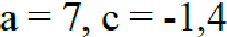 a = 7, c = -1,4